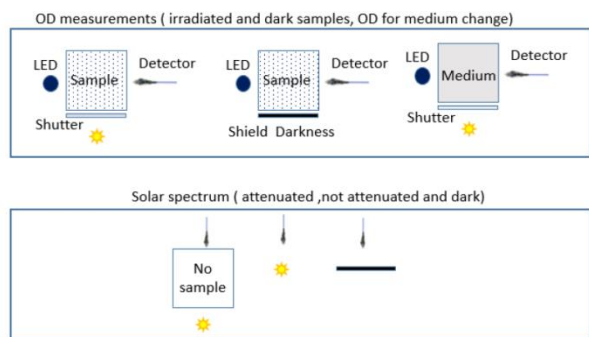 OD measurements ( irradiated and dark samples, OD for medium change)
LED
Sample
Detector
Shutter
LED
Sample
Detector
Shield Darkness
LED
Medium
Detector
Shutter
Solar spectrum ( attenuated ,not attenuated and dark)
No
sample